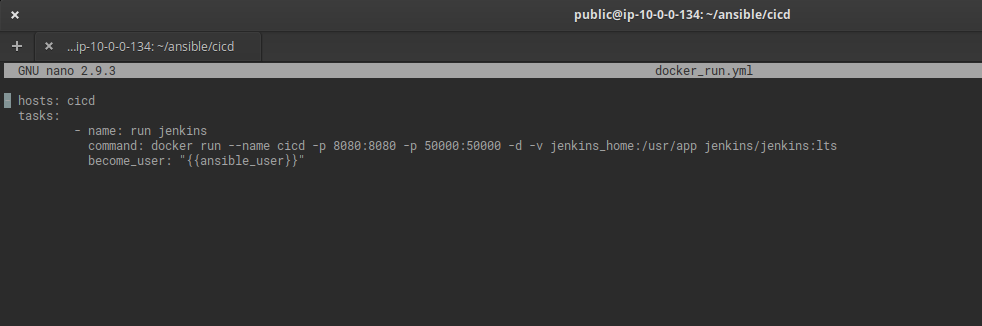 public@ip-10-0-0-134: ~/ansible/cicd
...ip-10-0-0-134: ~/ansible/cicd
GNU nano 2.9.3 docker_run.yml
- hosts: cicd
tasks:
- name: run jenkins
command: docker run --name cicd -p 8080:8080 -p 50000:50000 -d -v jenkins_home:/usr/app jenkins/jenkins:lts
become_user: "{{ansible_user}}"